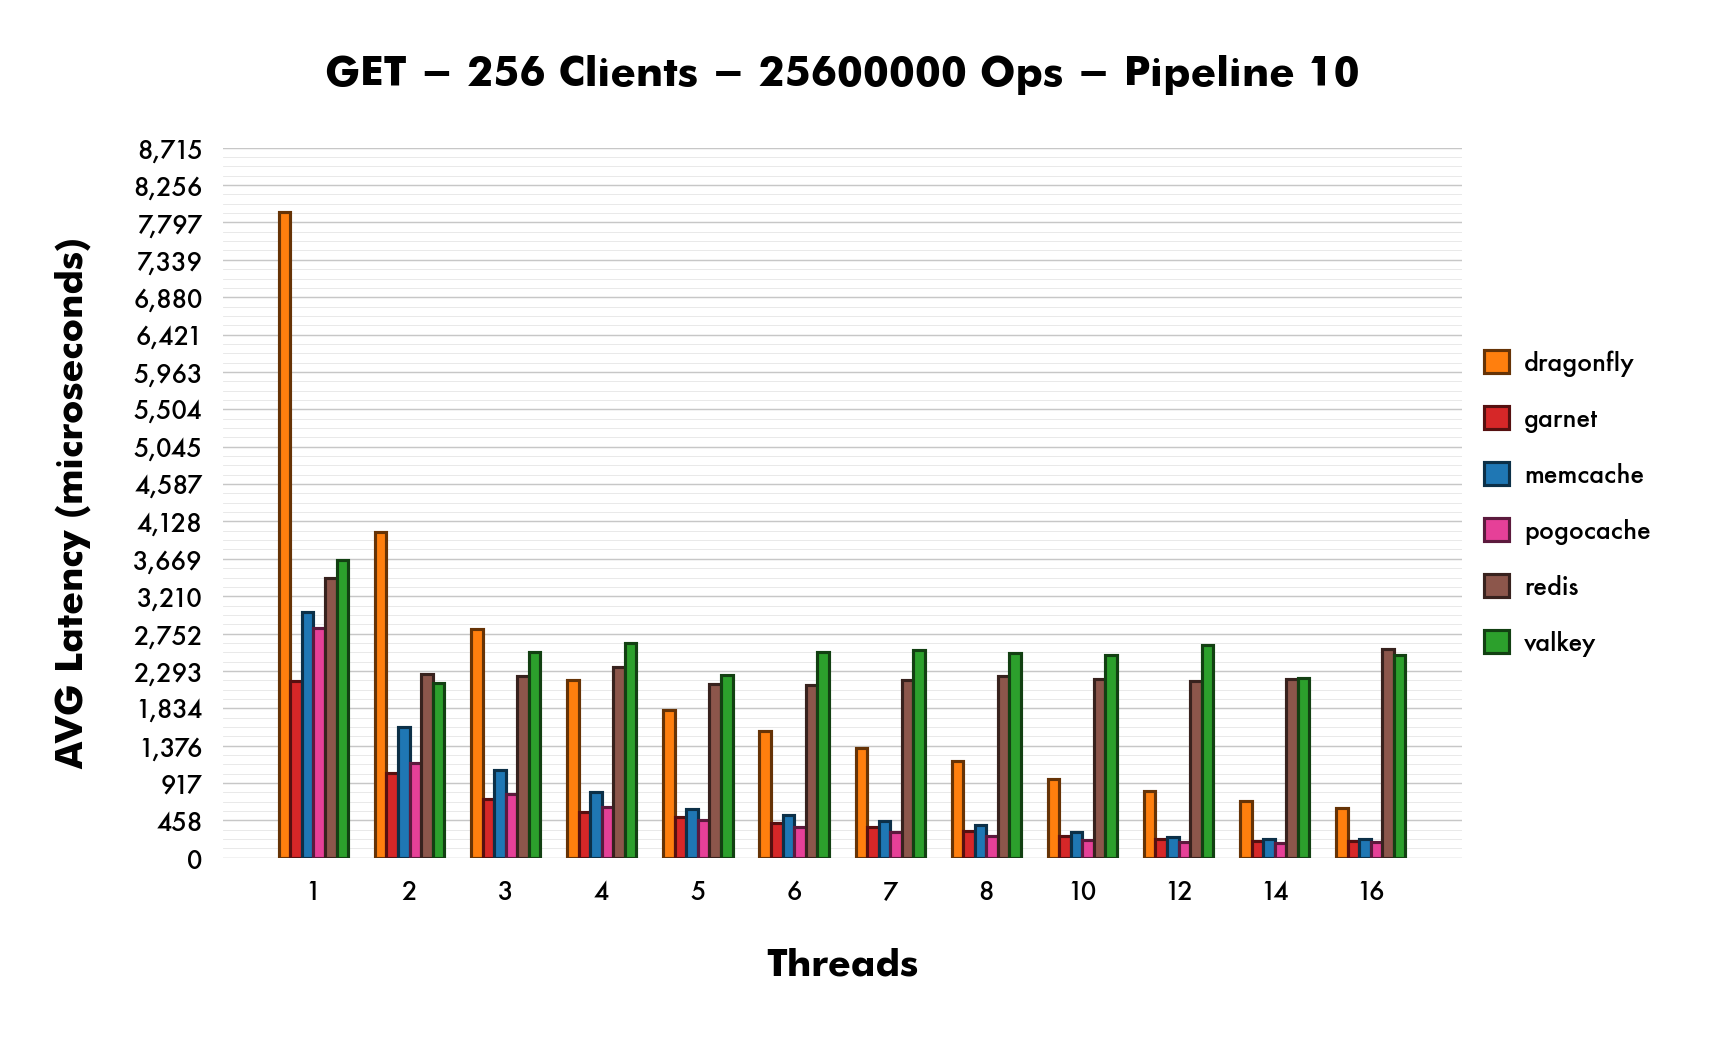 GET – 256 Clients – 25600000 Ops – Pipeline 10
8,715
8,256
7,797
7,339
6,880
6,421
5,963
5,504
5,045
4,587
4,128
3,669
3,210
2,752
2,293
1,834
1,376
917
458
0
AVG Latency (microseconds)
1 2 3 4 5 6 7 8 10 12 14 16
Threads
dragonfly
garnet
memcache
pogocache
redis
valkey